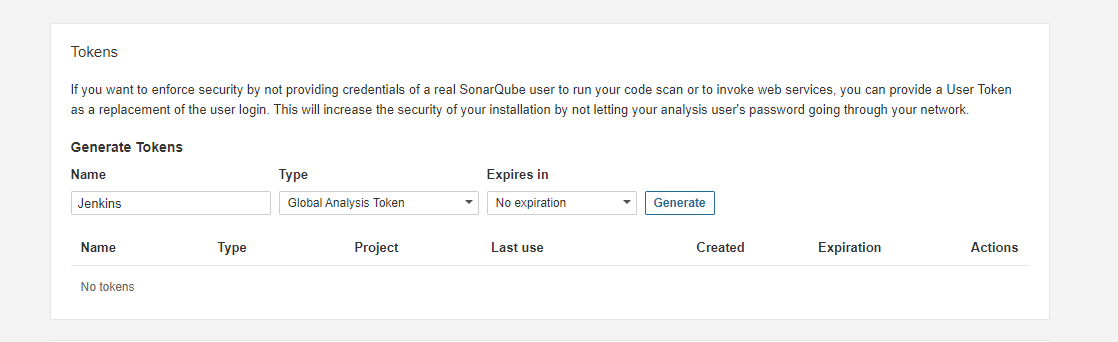 Tokens
If you want to enforce security by not providing credentials of a real SonarQube user to run your code scan or to invoke web services, you can provide a User Token
as a replacement of the user login. This will increase the security of your installation by not letting your analysis user's password going through your network.
Generate Tokens
Name Type Expires in
Jenkins Global Analysis Token No expiration Generate
Name Type Project Last use Created Expiration Actions
No tokens